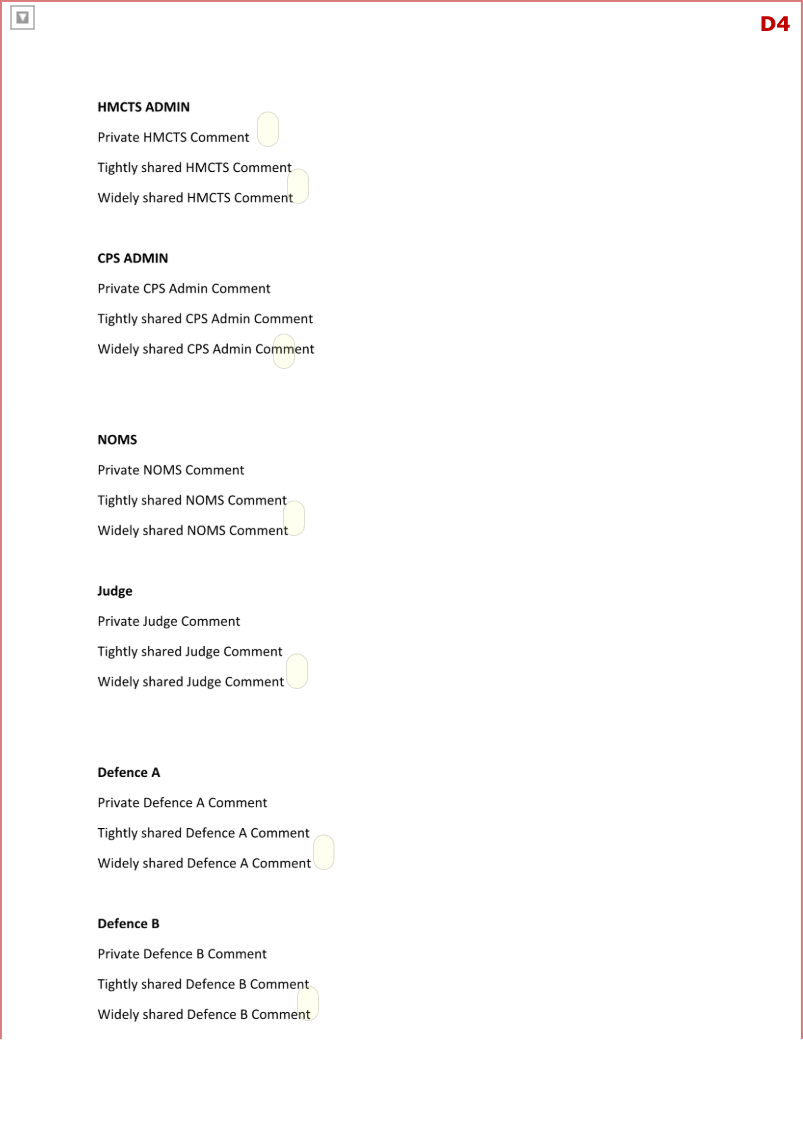 D4
HMCTS ADMIN
Private HMCTS Comment
Tightly shared HMCTS Comment
Widely shared HMCTS Comment
CPS ADMIN
Private CPS Admin Comment
Tightly shared CPS Admin Comment
Widely shared CPS Admin Comment
NOMS
Private NOMS Comment
Tightly shared NOMS Comment
Widely shared NOMS Comment
Judge
Private Judge Comment
Tightly shared Judge Comment
Widely shared Judge Comment
Defence A
Private Defence A Comment
Tightly shared Defence A Comment
Widely shared Defence A Comment
Defence B
Private Defence B Comment
Tightly shared Defence B Comment
Widely shared Defence B Comment